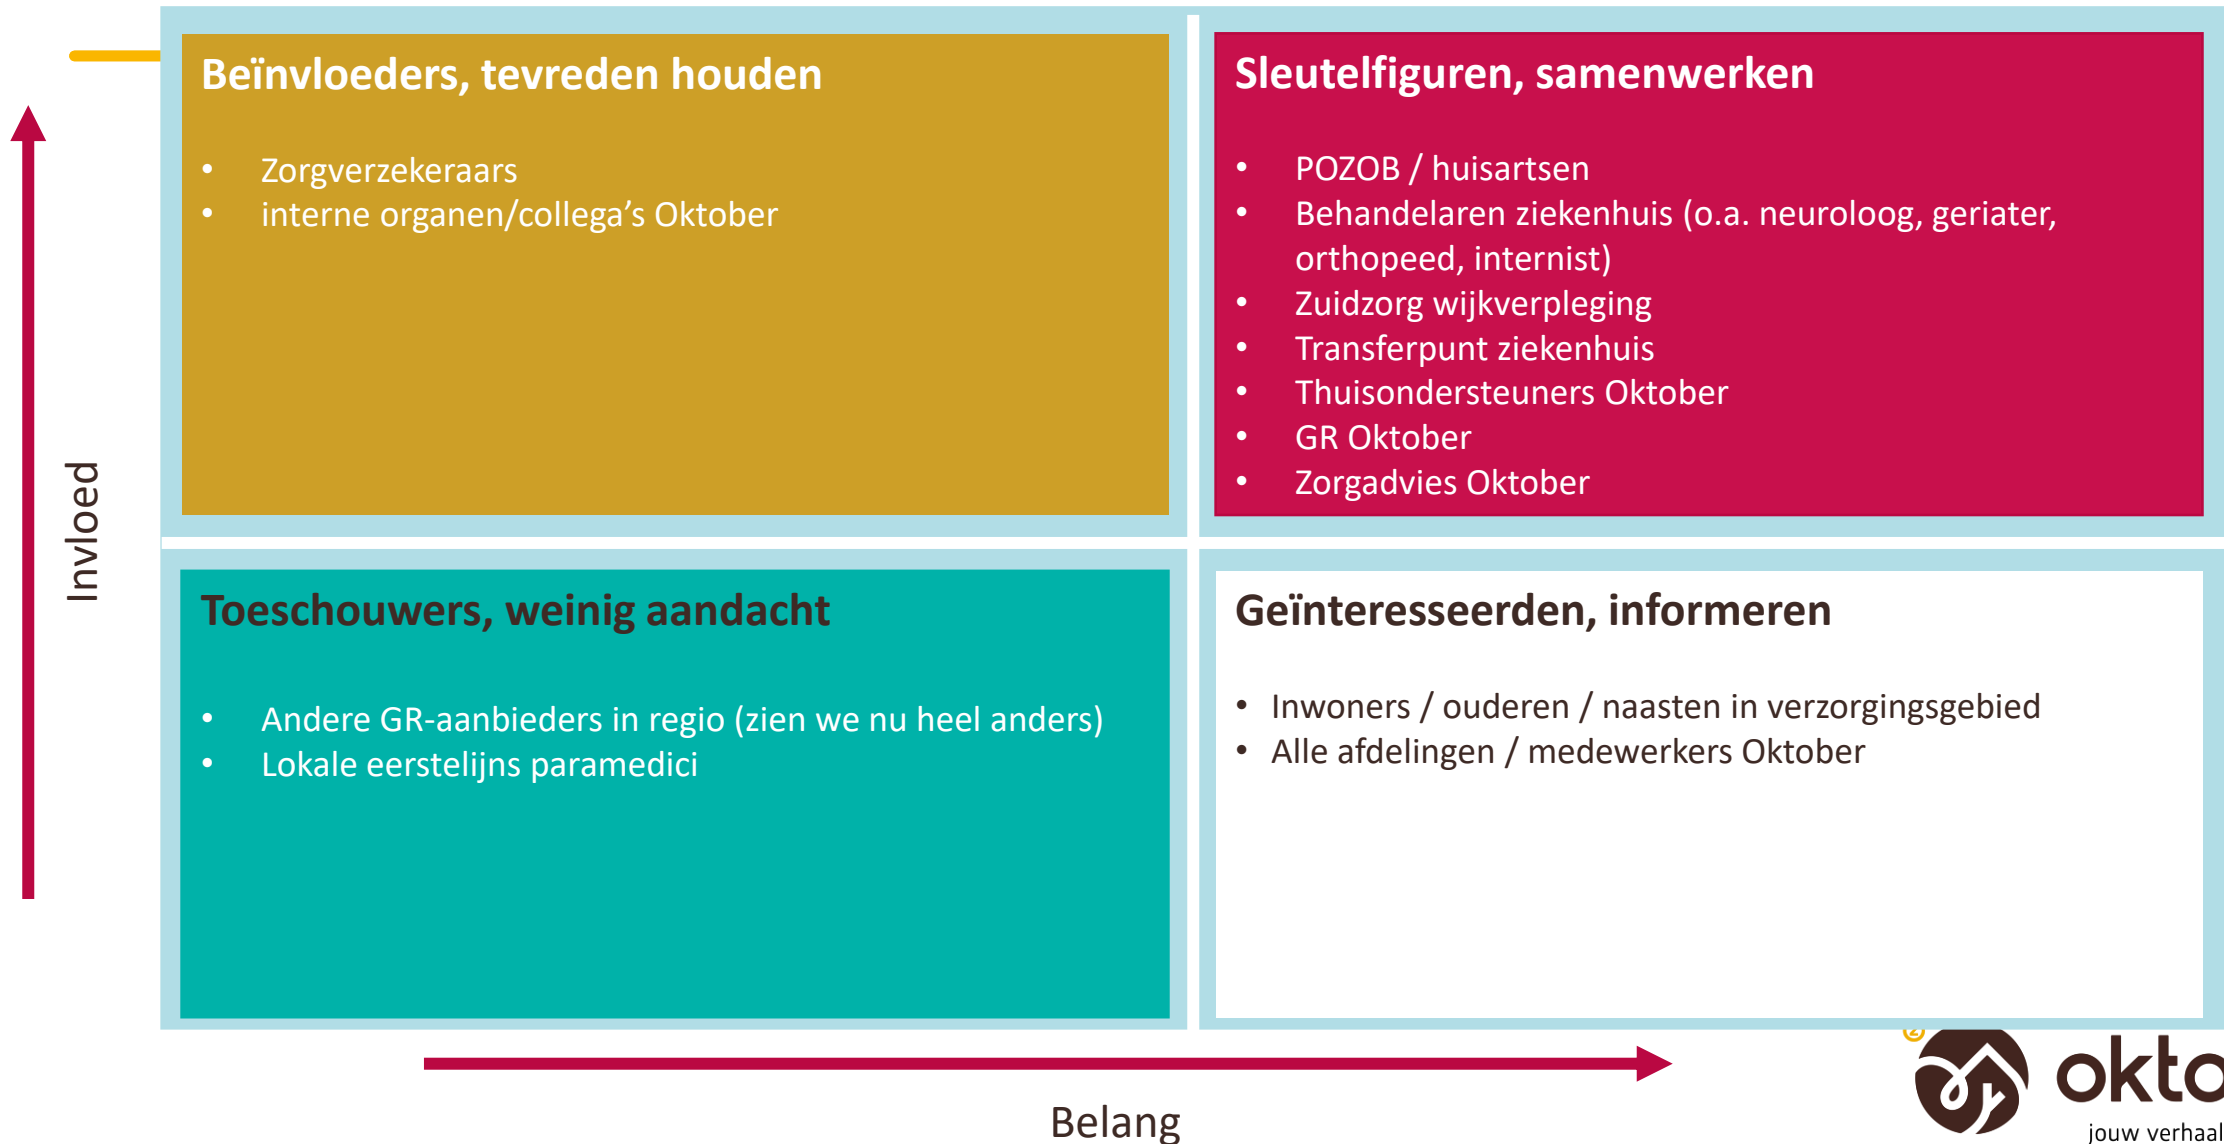 Beïnvloeders, tevreden houden
• Zorgverzekeraars
• interne organen/collega’s Oktober
Sleutelfiguren, samenwerken
• POZOB / huisartsen
• Behandelaren ziekenhuis (o.a. neuroloog, geriater,
orthopeed, internist)
• Zuidzorg wijkverpleging
• Transferpunt ziekenhuis
• Thuisondersteuners Oktober
• GR Oktober
• Zorgadvies Oktober
Invloed
Toeschouwers, weinig aandacht
• Andere GR-aanbieders in regio (zien we nu heel anders)
• Lokale eerstelijns paramedici
Geïnteresseerden, informeren
• Inwoners / ouderen / naasten in verzorgingsgebied
• Alle afdelingen / medewerkers Oktober
Belang
okto
jouw verhaal